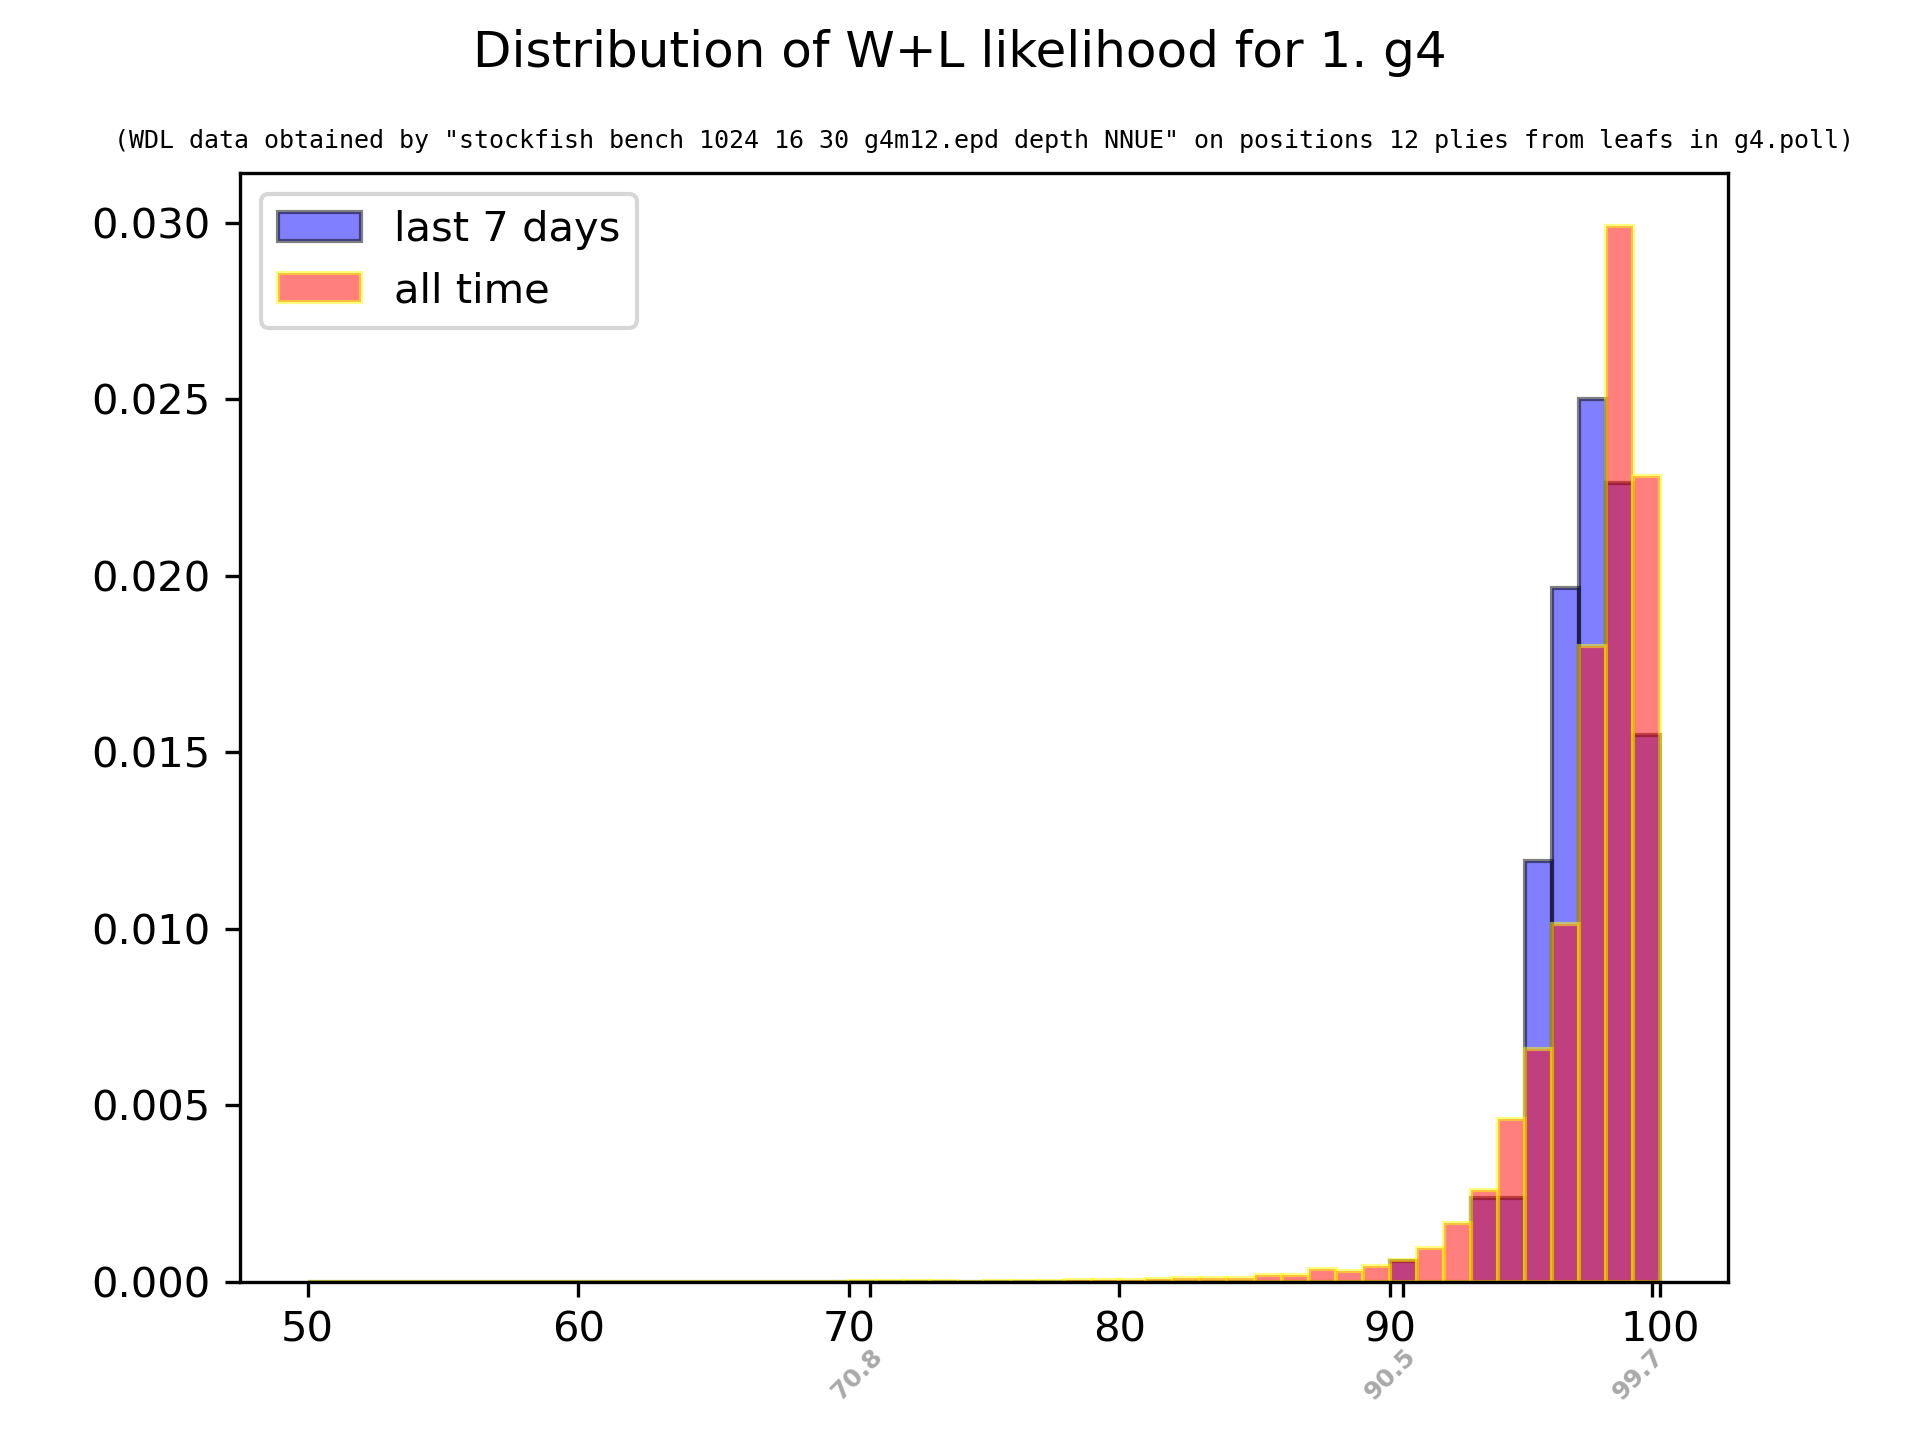 Distribution of W+L likelihood for 1. g4
(WDL data obtained by "stockfish bench 1024 16 30 g4m12.epd depth NNUE" on positions 12 plies from leafs in g4.poll)
last 7 days
all time
0.030
0.025
0.020
0.015
0.010
0.005
0.000
50 60 70 80 90 100
70.8 90.5 99.7